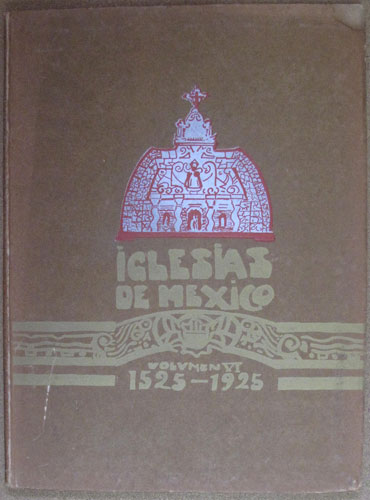 iGLESiAS
DE MEXiCO
VOLUMEN VI
1525-1925